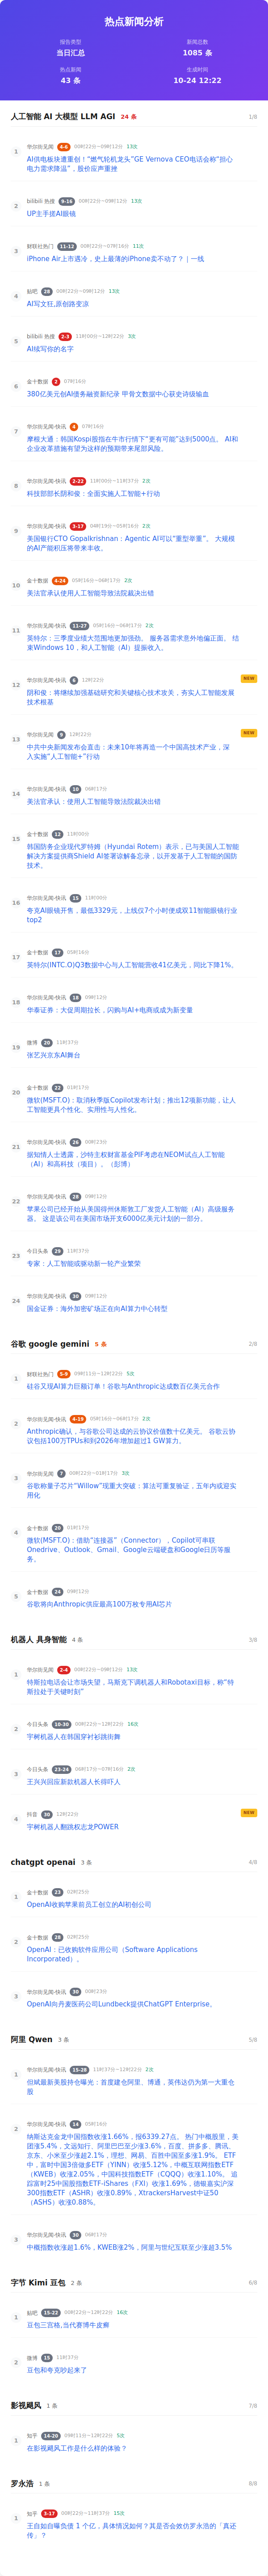 热点新闻分析
报告类型
新闻总数
当日汇总
1085 条
热点新闻
生成时间
43 条
10-24 12:22
人工智能 AI 大模型 LLM AGI 24 条 1/8
1
华尔街见闻 4-6 00时22分~09时12分 13次
AI供电板块遭重创！“燃气轮机龙头”GE Vernova CEO电话会称“担心
电力需求降温”，股价应声重挫
2
bilibili 热搜 9-16 00时22分~09时12分 13次
UP主手搓AI眼镜
3
财联社热门 11-12 00时22分~07时16分 11次
iPhone Air上市遇冷，史上最薄的iPhone卖不动了？｜一线
4
贴吧 28 00时22分~09时12分 13次
AI写文狂,原创路变凉
5
bilibili 热搜 2-3 11时00分~12时22分 3次
AI续写你的名字
6
金十数据 2 07时16分
380亿美元创AI债务融资新纪录 甲骨文数据中心获史诗级输血
7
华尔街见闻-快讯 4 07时16分
摩根大通：韩国Kospi指数在牛市行情下“更有可能”达到5000点。 AI和
企业改革措施有望为这样的预期带来尾部风险。
8
华尔街见闻-快讯 2-22 11时00分~11时37分 2次
科技部部长阴和俊：全面实施人工智能+行动
9
华尔街见闻-快讯 3-17 04时19分~05时16分 2次
美国银行CTO Gopalkrishnan：Agentic AI可以“重型举重”。 大规模
的AI产能积压将带来丰收。
10
金十数据 4-24 05时16分~06时17分 2次
美法官承认使用人工智能导致法院裁决出错
11
华尔街见闻-快讯 11-27 05时16分~06时17分 2次
英特尔：三季度业绩大范围地更加强劲。 服务器需求意外地偏正面。 结
束Windows 10，和人工智能（AI）提振收入。
12
华尔街见闻-快讯 6 12时22分
NEW
阴和俊：将继续加强基础研究和关键核心技术攻关，夯实人工智能发展
技术根基
13
华尔街见闻-快讯 9 12时22分
NEW
中共中央新闻发布会直击：未来10年将再造一个中国高技术产业，深
入实施“人工智能+”行动
14
华尔街见闻-快讯 10 06时17分
美法官承认：使用人工智能导致法院裁决出错
15
金十数据 12 11时00分
韩国防务企业现代罗特姆（Hyundai Rotem）表示，已与美国人工智能
解决方案提供商Shield AI签署谅解备忘录，以开发基于人工智能的国防
技术。
16
华尔街见闻-快讯 15 11时00分
夸克AI眼镜开售，最低3329元，上线仅7个小时便成双11智能眼镜行业
top2
17
金十数据 17 05时16分
英特尔(INTC.O)Q3数据中心与人工智能营收41亿美元，同比下降1%。
18
华尔街见闻-快讯 18 09时12分
华泰证券：大促周期拉长，闪购与AI+电商或成为新变量
19
微博 20 11时37分
张艺兴京东AI舞台
20
金十数据 22 01时17分
微软(MSFT.O)：取消秋季版Copilot发布计划；推出12项新功能，让人
工智能更具个性化、实用性与人性化。
21
华尔街见闻-快讯 26 00时23分
据知情人士透露，沙特主权财富基金PIF考虑在NEOM试点人工智能
（AI）和高科技（项目）。（彭博）
22
华尔街见闻-快讯 28 09时12分
苹果公司已经开始从美国得州休斯敦工厂发货人工智能（AI）高级服务
器。 这是该公司在美国市场开支6000亿美元计划的一部分。
23
今日头条 29 11时37分
专家：人工智能或驱动新一轮产业繁荣
24
华尔街见闻-快讯 30 09时12分
国金证券：海外加密矿场正在向AI算力中心转型
谷歌 google gemini 5 条 2/8
1
财联社热门 5-9 09时11分~12时22分 5次
硅谷又现AI算力巨额订单！谷歌与Anthropic达成数百亿美元合作
2
华尔街见闻-快讯 4-19 05时16分~06时17分 2次
Anthropic确认，与谷歌公司达成的云协议价值数十亿美元。 谷歌云协
议包括100万TPUs和到2026年增加超过1 GW算力。
3
华尔街见闻 7 00时22分~01时17分 3次
谷歌称量子芯片“Willow”现重大突破：算法可重复验证，五年内或迎实
用化
4
金十数据 20 01时17分
微软(MSFT.O)：借助“连接器”（Connector），Copilot可串联
Onedrive、Outlook、Gmail、Google云端硬盘和Google日历等服
务。
5
金十数据 24 09时12分
谷歌将向Anthropic供应最高100万枚专用AI芯片
机器人 具身智能 4 条 3/8
1
华尔街见闻 2-4 00时22分~09时12分 13次
特斯拉电话会让市场失望，马斯克下调机器人和Robotaxi目标，称“特
斯拉处于关键时刻”
2
今日头条 10-30 00时22分~12时22分 16次
宇树机器人在韩国穿衬衫跳街舞
3
今日头条 23-24 06时17分~07时16分 2次
王兴兴回应新款机器人长得吓人
4
抖音 30 12时22分
NEW
宇树机器人翻跳权志龙POWER
chatgpt openai 3 条 4/8
1
金十数据 23 02时25分
OpenAI收购苹果前员工创立的AI初创公司
2
金十数据 28 02时25分
OpenAI：已收购软件应用公司（Software Applications
Incorporated）。
3
华尔街见闻-快讯 30 00时23分
OpenAI向丹麦医药公司Lundbeck提供ChatGPT Enterprise。
阿里 Qwen 3 条 5/8
1
华尔街见闻-快讯 15-28 11时37分~12时22分 2次
但斌最新美股持仓曝光：首度建仓阿里、博通，英伟达仍为第一大重仓
股
2
华尔街见闻-快讯 14 05时16分
纳斯达克金龙中国指数收涨1.66%，报6339.27点。 热门中概股里，美
团涨5.4%，文远知行、阿里巴巴至少涨3.6%，百度、拼多多、腾讯、
京东、小米至少涨超2.1%，理想、网易、百胜中国至多涨1.9%。 ETF
中，富时中国3倍做多ETF（YINN）收涨5.12%，中概互联网指数ETF
（KWEB）收涨2.05%，中国科技指数ETF（CQQQ）收涨1.10%。 追
踪富时25中国股指数ETF-iShares（FXI）收涨1.69%，德银嘉实沪深
300指数ETF（ASHR）收涨0.89%，XtrackersHarvest中证50
（ASHS）收涨0.88%。
3
华尔街见闻-快讯 30 06时17分
中概指数收涨超1.6%，KWEB涨2%，阿里与世纪互联至少涨超3.5%
字节 Kimi 豆包 2 条 6/8
1
贴吧 15-22 00时22分~12时22分 16次
豆包三宫格,当代赛博牛皮癣
2
微博 15 11时37分
豆包和夸克吵起来了
影视飓风 1 条 7/8
1
知乎 14-20 09时11分~12时22分 5次
在影视飓风工作是什么样的体验？
罗永浩 1 条 8/8
1
知乎 3-17 00时22分~11时37分 15次
王自如自曝负债 1 个亿，具体情况如何？其是否会效仿罗永浩的「真还
传」？